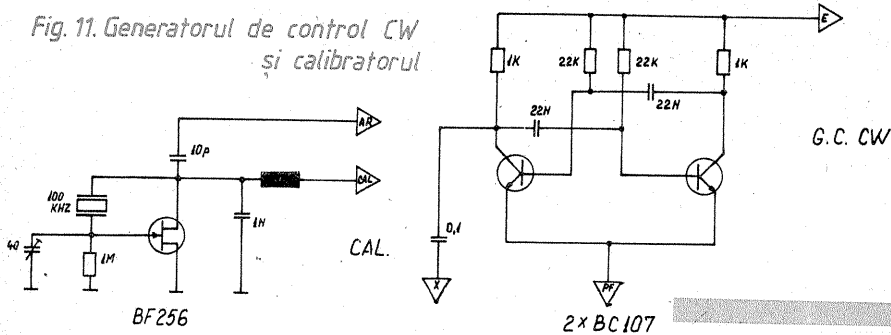 Fig. 11. Generatorul de control CW
și calibratorul
E
1K
22K
22K
1K
22N
22N
G.C. CW
AR
10p
CAL
100
KHZ
40
1M
1N
CAL.
0,1
X
PF
BF256
2×BC107